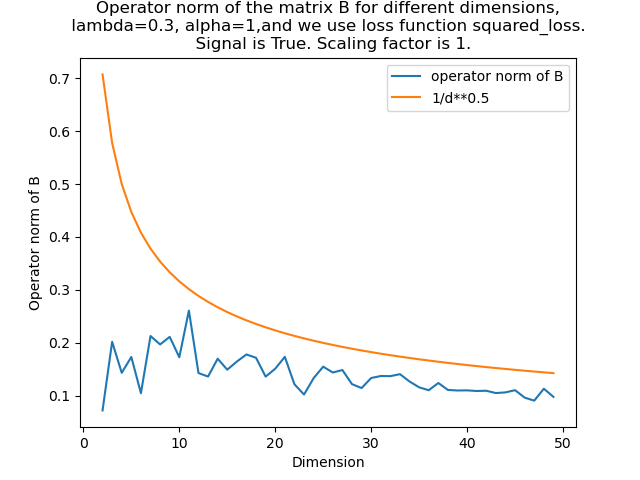 Operator norm of the matrix B for different dimensions,
lambda=0.3, alpha=1,and we use loss function squared_loss.
Signal is True. Scaling factor is 1.
operator norm of B
1/d**0.5
0.7
0.6
0.5
0.4
0.3
0.2
0.1
Operator norm of B
0 10 20 30 40 50
Dimension